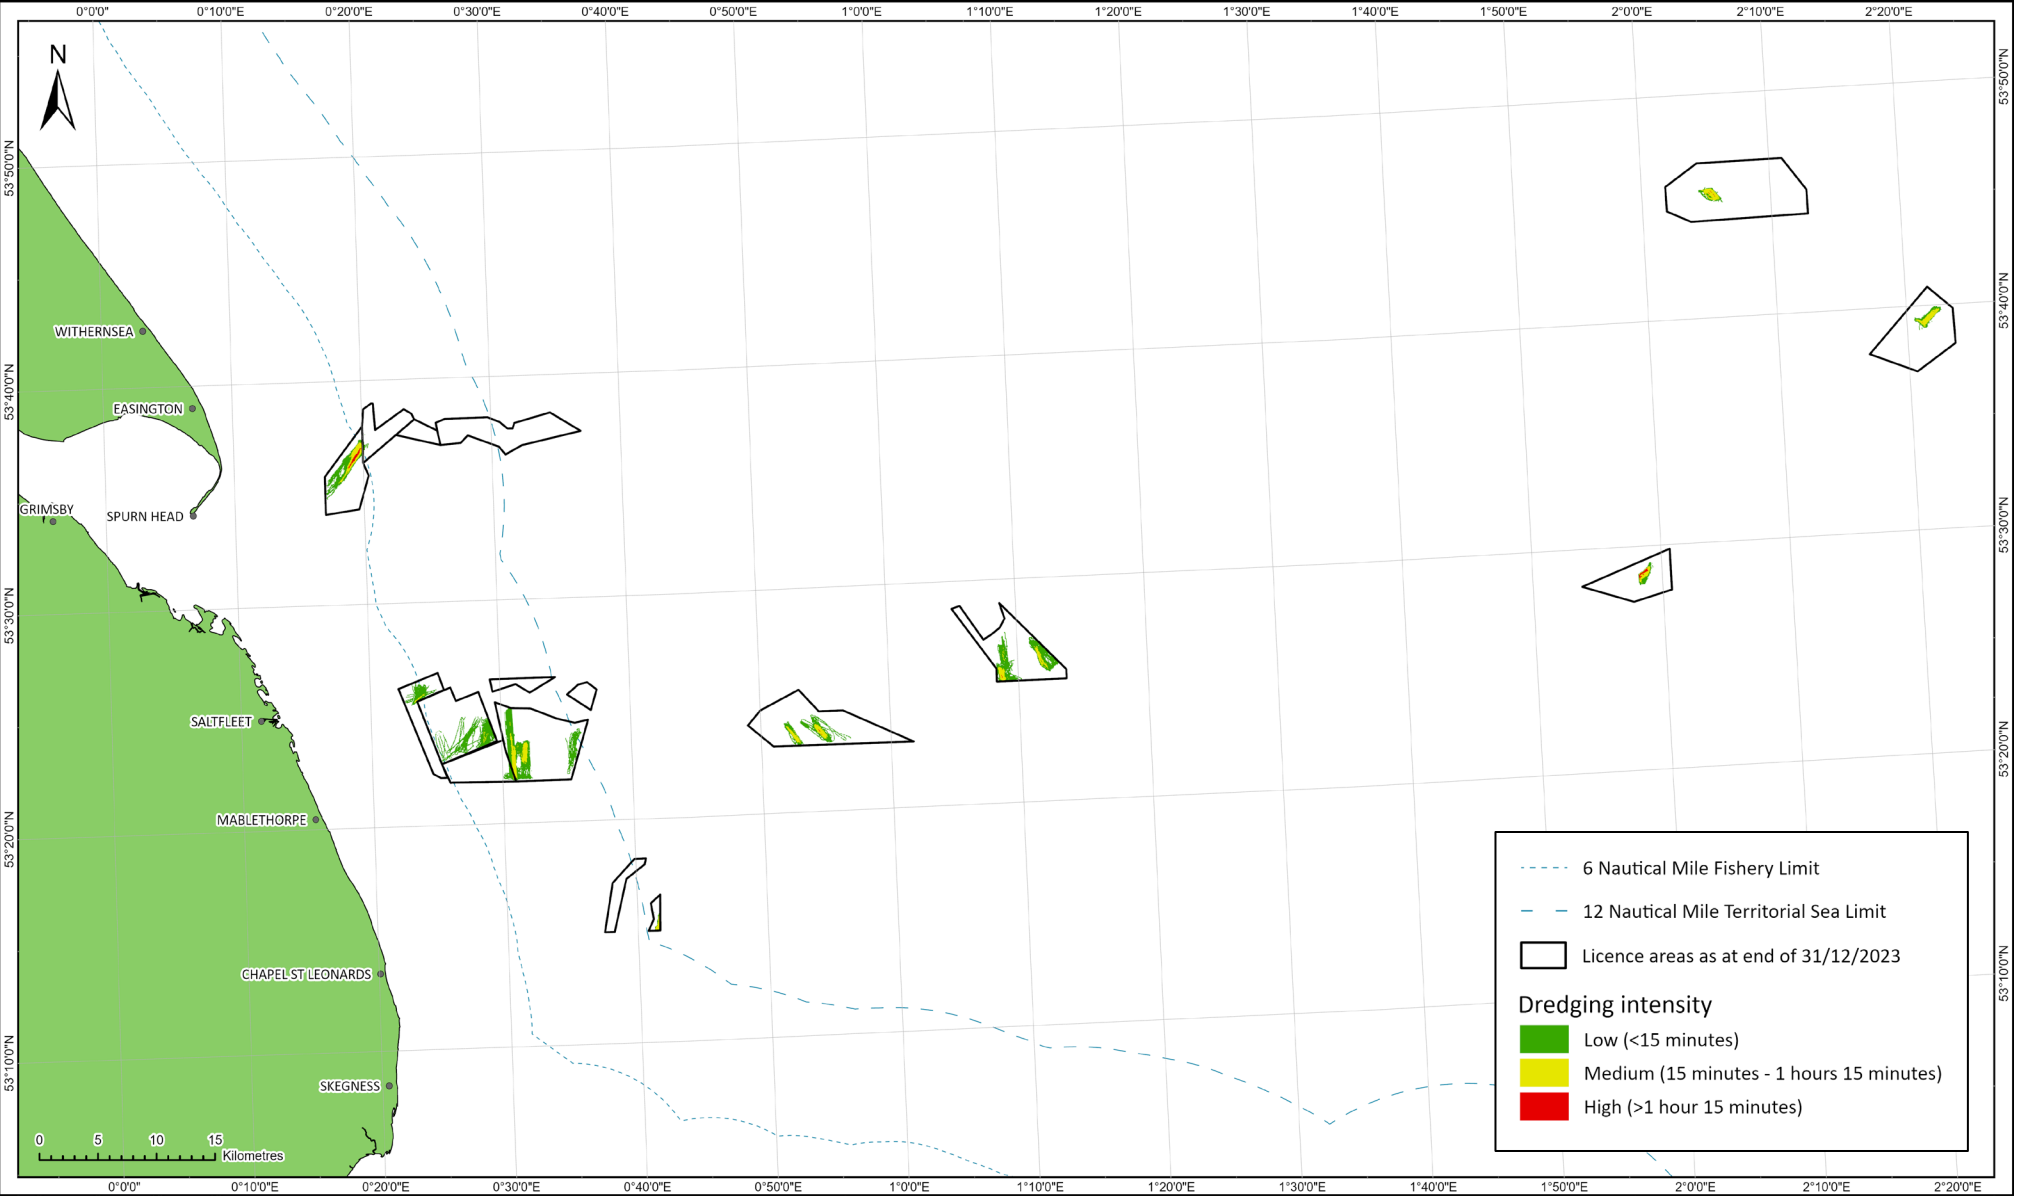 0°0'0" 0°10'0"E 0°20'0"E 0°30'0"E 0°40'0"E 0°50'0"E 1°0'0"E 1°10'0"E 1°20'0"E 1°30'0"E 1°40'0"E 1°50'0"E 2°0'0"E 2°10'0"E 2°20'0"E
N
53°50'0"N
53°40'0"N
53°30'0"N
53°20'0"N
53°10'0"N
WITHERNSEA
EASINGTON
GRIMSBY
SPURN HEAD
SALTFLEET
MABLETHORPE
CHAPEL ST LEONARDS
SKEGNESS
0 5 10 15
Kilometres
53°50'0"N
53°40'0"N
53°30'0"N
53°20'0"N
53°10'0"N
6 Nautical Mile Fishery Limit
12 Nautical Mile Territorial Sea Limit
Licence areas as at end of 31/12/2023
Dredging intensity
Low (<15 minutes)
Medium (15 minutes - 1 hours 15 minutes)
High (>1 hour 15 minutes)
0°0'0" 0°10'0"E 0°20'0"E 0°30'0"E 0°40'0"E 0°50'0"E 1°0'0"E 1°10'0"E 1°20'0"E 1°30'0"E 1°40'0"E 1°50'0"E 2°0'0"E 2°10'0"E 2°20'0"E